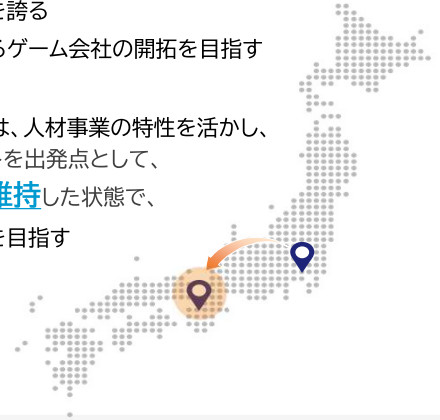 を誇る
るゲーム会社の開拓を目指す
は、人材事業の特性を活かし、
を出発点として、
維持した状態で、
を目指す